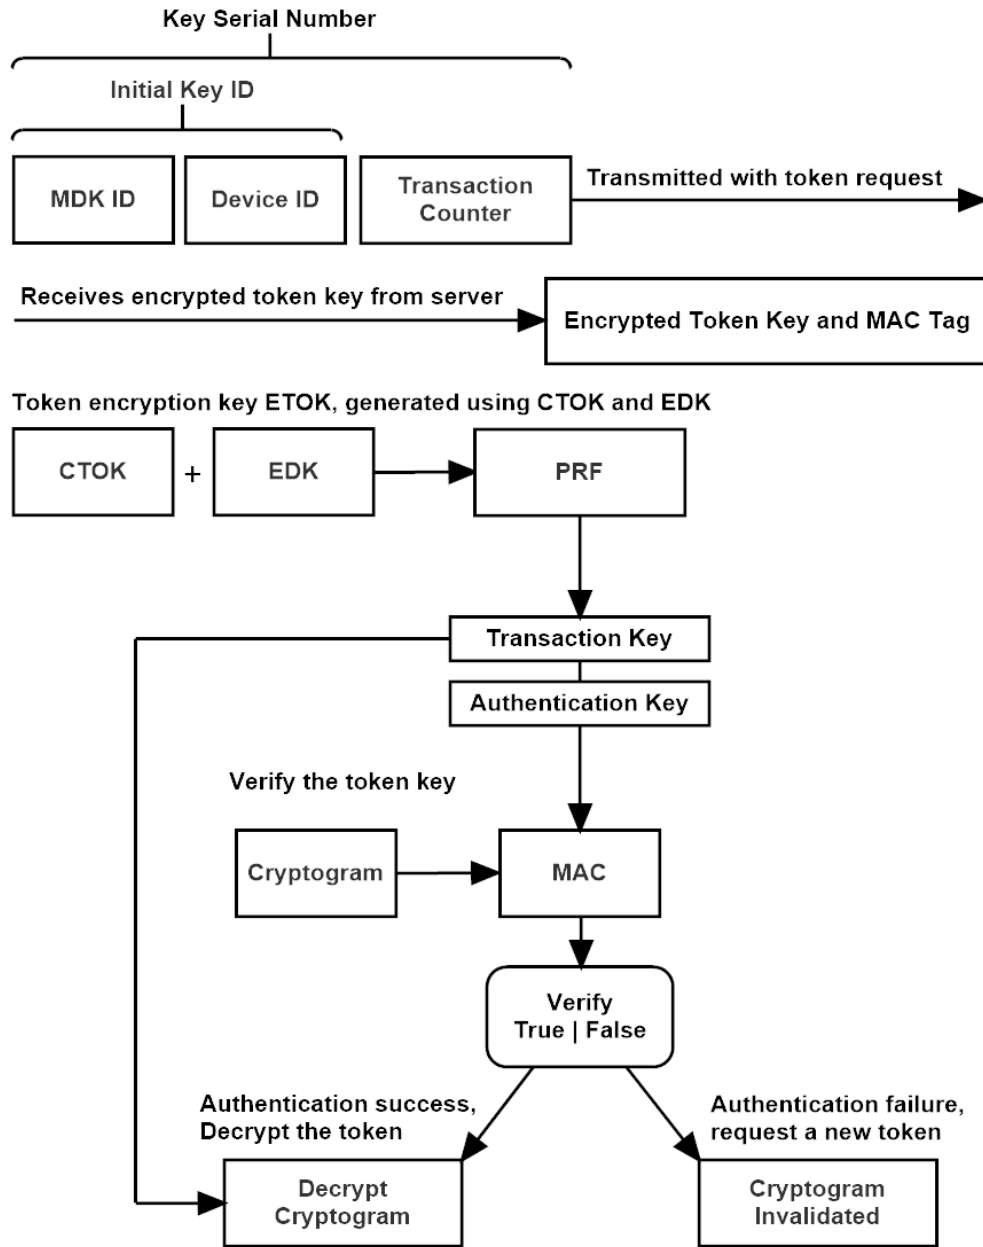 Key Serial Number
Initial Key ID
MDK ID
Device ID
Transaction
Counter
Transmitted with token request
Receives encrypted token key from server
Encrypted Token Key and MAC Tag
Token encryption key ETOK, generated using CTOK and EDK
CTOK
+
EDK
PRF
Transaction Key
Authentication Key
Verify the token key
Cryptogram
MAC
Verify
True | False
Authentication success,
Decrypt the token
Authentication failure,
request a new token
Decrypt
Cryptogram
Cryptogram
Invalidated